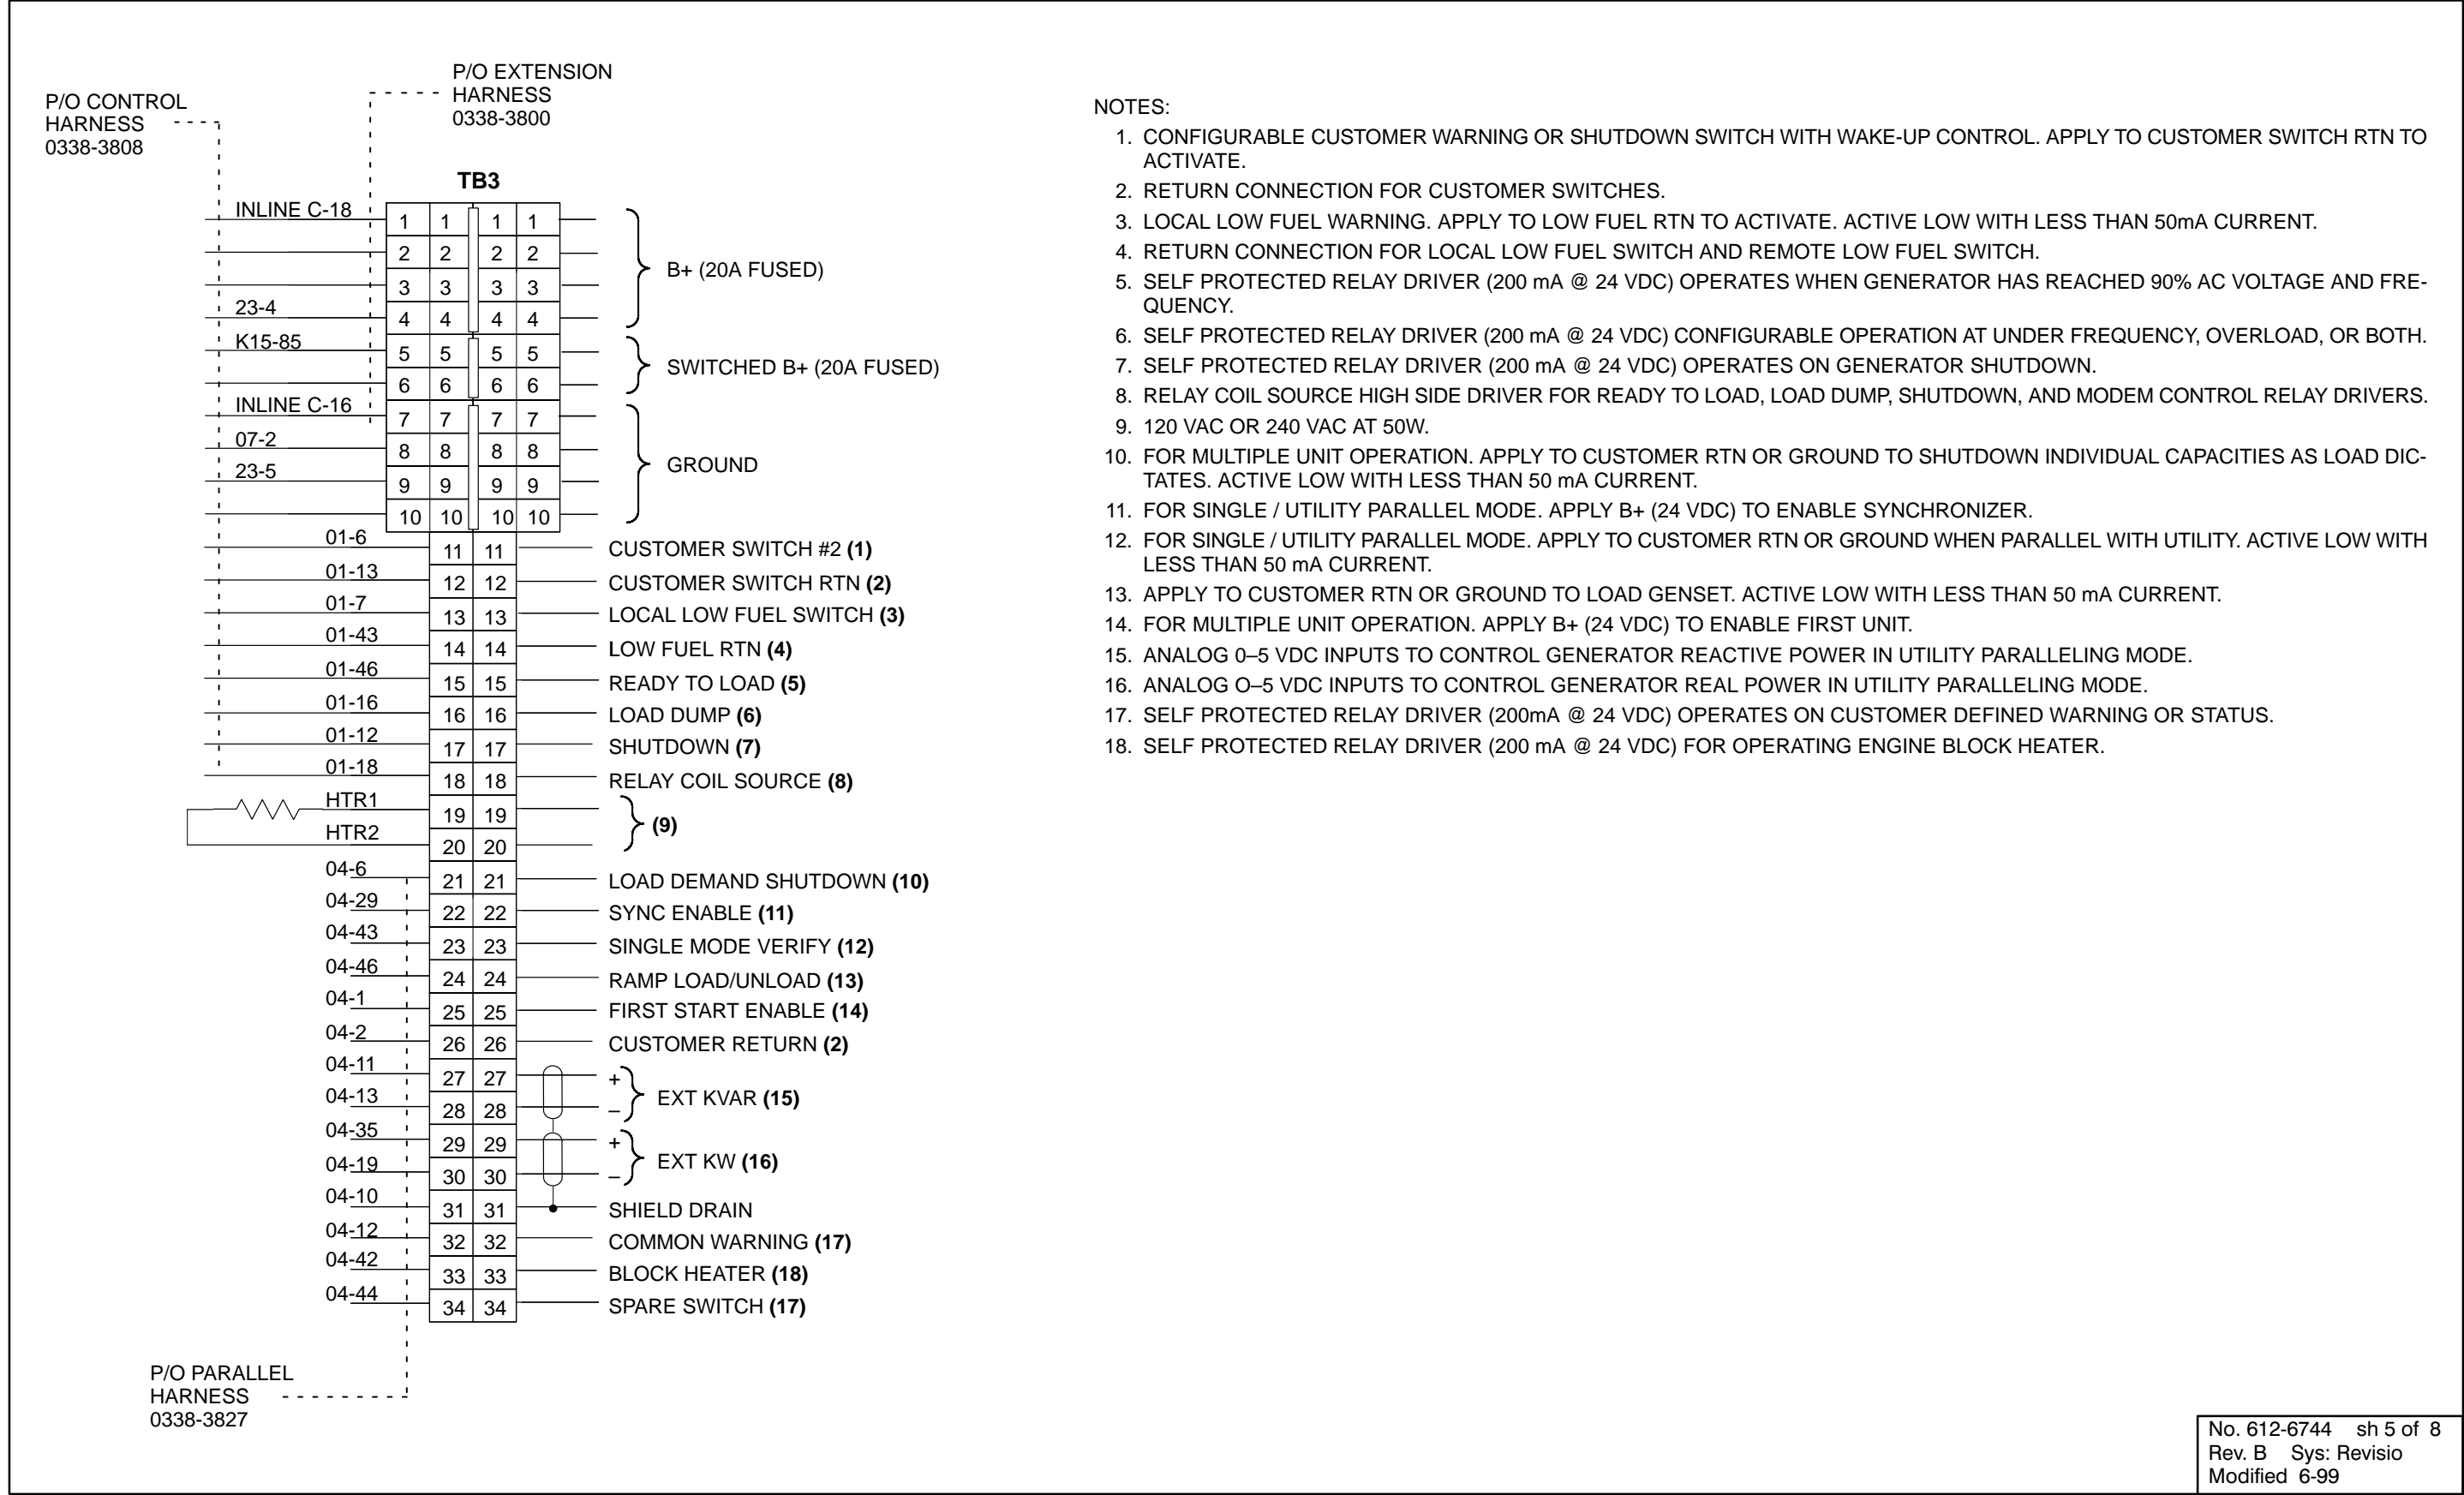 P/O EXTENSION
HARNESS
0338-3800
P/O CONTROL
HARNESS
0338-3808
TB3
INLINE C-18 1 1 1 1
2 2 2 2
3 3 3 3
23-4 4 4 4 4
B+ (20A FUSED)
K15-85 5 5 5 5
6 6 6 6
SWITCHED B+ (20A FUSED)
INLINE C-16 7 7 7 7
07-2 8 8 8 8
23-5 9 9 9 9
10 10 10 10
GROUND
01-6 11 11 CUSTOMER SWITCH #2 (1)
01-13 12 12 CUSTOMER SWITCH RTN (2)
01-7 13 13 LOCAL LOW FUEL SWITCH (3)
01-43 14 14 LOW FUEL RTN (4)
01-46 15 15 READY TO LOAD (5)
01-16 16 16 LOAD DUMP (6)
01-12 17 17 SHUTDOWN (7)
01-18 18 18 RELAY COIL SOURCE (8)
HTR1 19 19
(9)
HTR2 20 20
04-6 21 21 LOAD DEMAND SHUTDOWN (10)
04-29 22 22 SYNC ENABLE (11)
04-43 23 23 SINGLE MODE VERIFY (12)
04-46 24 24 RAMP LOAD/UNLOAD (13)
04-1 25 25 FIRST START ENABLE (14)
04-2 26 26 CUSTOMER RETURN (2)
04-11 27 27 +
EXT KVAR (15)
04-13 28 28 –
04-35 29 29 +
EXT KW (16)
04-19 30 30 –
04-10 31 31 SHIELD DRAIN
04-12 32 32 COMMON WARNING (17)
04-42 33 33 BLOCK HEATER (18)
04-44 34 34 SPARE SWITCH (17)
P/O PARALLEL
HARNESS
0338-3827
NOTES:
1. CONFIGURABLE CUSTOMER WARNING OR SHUTDOWN SWITCH WITH WAKE-UP CONTROL. APPLY TO CUSTOMER SWITCH RTN TO
ACTIVATE.
2. RETURN CONNECTION FOR CUSTOMER SWITCHES.
3. LOCAL LOW FUEL WARNING. APPLY TO LOW FUEL RTN TO ACTIVATE. ACTIVE LOW WITH LESS THAN 50mA CURRENT.
4. RETURN CONNECTION FOR LOCAL LOW FUEL SWITCH AND REMOTE LOW FUEL SWITCH.
5. SELF PROTECTED RELAY DRIVER (200 mA @ 24 VDC) OPERATES WHEN GENERATOR HAS REACHED 90% AC VOLTAGE AND FRE-
QUENCY.
6. SELF PROTECTED RELAY DRIVER (200 mA @ 24 VDC) CONFIGURABLE OPERATION AT UNDER FREQUENCY, OVERLOAD, OR BOTH.
7. SELF PROTECTED RELAY DRIVER (200 mA @ 24 VDC) OPERATES ON GENERATOR SHUTDOWN.
8. RELAY COIL SOURCE HIGH SIDE DRIVER FOR READY TO LOAD, LOAD DUMP, SHUTDOWN, AND MODEM CONTROL RELAY DRIVERS.
9. 120 VAC OR 240 VAC AT 50W.
10. FOR MULTIPLE UNIT OPERATION. APPLY TO CUSTOMER RTN OR GROUND TO SHUTDOWN INDIVIDUAL CAPACITIES AS LOAD DIC-
TATES. ACTIVE LOW WITH LESS THAN 50 mA CURRENT.
11. FOR SINGLE / UTILITY PARALLEL MODE. APPLY B+ (24 VDC) TO ENABLE SYNCHRONIZER.
12. FOR SINGLE / UTILITY PARALLEL MODE. APPLY TO CUSTOMER RTN OR GROUND WHEN PARALLEL WITH UTILITY. ACTIVE LOW WITH
LESS THAN 50 mA CURRENT.
13. APPLY TO CUSTOMER RTN OR GROUND TO LOAD GENSET. ACTIVE LOW WITH LESS THAN 50 mA CURRENT.
14. FOR MULTIPLE UNIT OPERATION. APPLY B+ (24 VDC) TO ENABLE FIRST UNIT.
15. ANALOG 0–5 VDC INPUTS TO CONTROL GENERATOR REACTIVE POWER IN UTILITY PARALLELING MODE.
16. ANALOG O–5 VDC INPUTS TO CONTROL GENERATOR REAL POWER IN UTILITY PARALLELING MODE.
17. SELF PROTECTED RELAY DRIVER (200mA @ 24 VDC) OPERATES ON CUSTOMER DEFINED WARNING OR STATUS.
18. SELF PROTECTED RELAY DRIVER (200 mA @ 24 VDC) FOR OPERATING ENGINE BLOCK HEATER.
No. 612-6744 sh 5 of 8
Rev. B Sys: Revisio
Modified 6-99